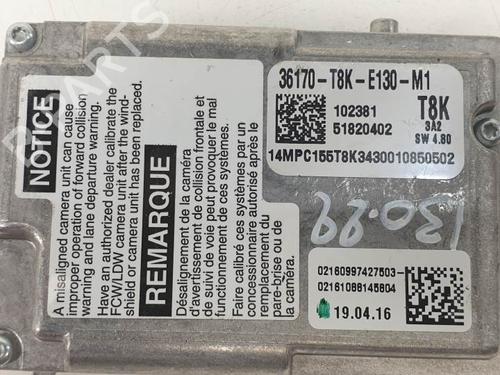 NOTICE
A misaligned camera unit can cause
improper operation of forward collision
warning and lane departure warning.
Have an authorized dealer calibrate the
FCW/LDW camera unit after the wind-
shield or camera unit has been replaced.
REMARQUE
Désalignement de la caméra
d'avertissement de collision frontale et
de suivi de voie peut provoquer le mal
fonctionnement de ces systèmes.
Faire calibré ces systèmes par un
concessionnaire autorisé après le
remplacement du
pare-brise ou de
la caméra.
36170-T8K-E130-M1
102381
51820402
T8K
3A2
SW 4.80
14MPC155T8K3430010850502
130.29
02160997427503
02161088145804
19.04.16
PARTS